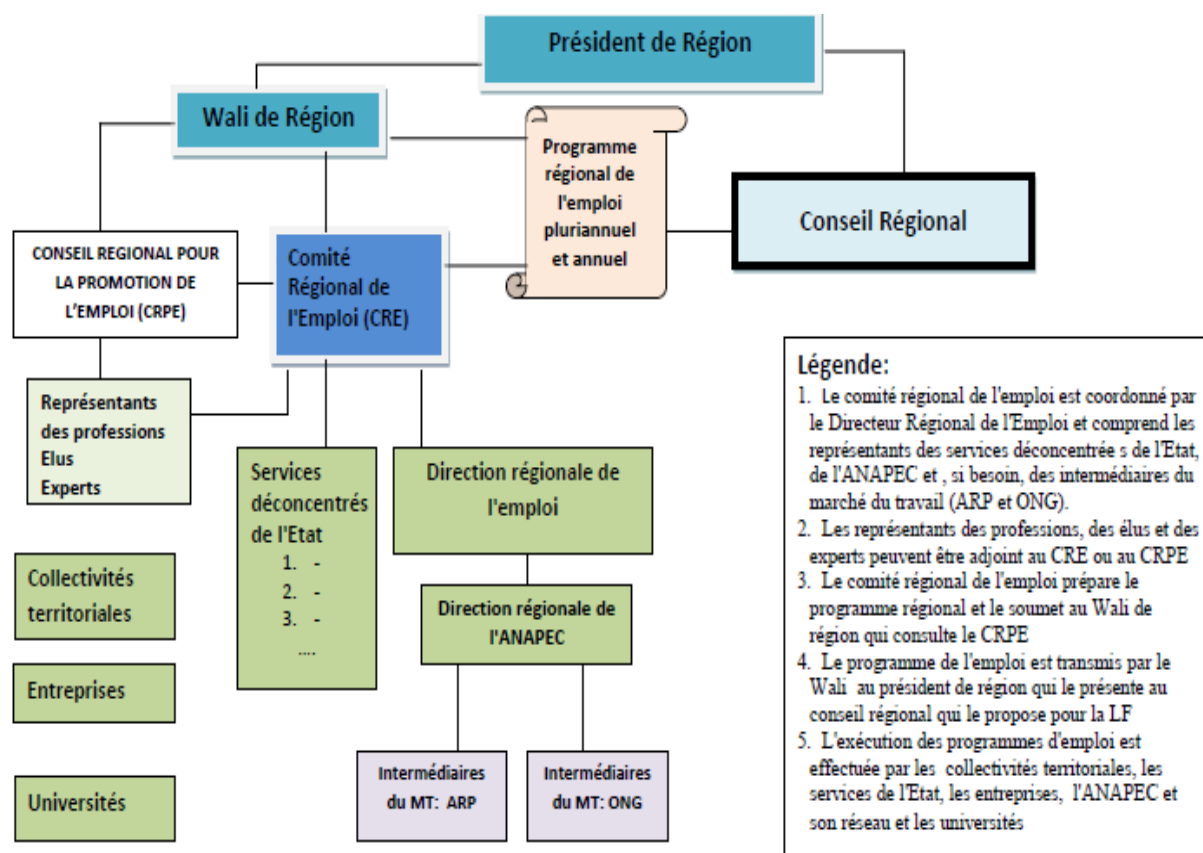 Président de Région
Wali de Région
Programme
régional de
l'emploi
pluriannuel
et annuel
Conseil Régional
CONSEIL REGIONAL POUR
LA PROMOTION DE
L'EMPLOI (CRPE)
Comité
Régional de
l'Emploi (CRE)
Représentants
des professions
Elus
Experts
Services
déconcentrés
de l'Etat
1. -
2. -
3. -
....
Direction régionale de
l'emploi
Direction régionale de
l'ANAPEC
Intermédiaires
du MT: ARP
Intermédiaires
du MT: ONG
Collectivités
territoriales
Entreprises
Universités
Légende:
1. Le comité régional de l'emploi est coordonné par
le Directeur Régional de l'Emploi et comprend les
représentants des services déconcentrée s de l'Etat,
de l'ANAPEC et , si besoin, des intermédiaires du
marché du travail (ARP et ONG).
2. Les représentants des professions, des élus et des
experts peuvent être adjoint au CRE ou au CRPE
3. Le comité régional de l'emploi prépare le
programme régional et le soumet au Wali de
région qui consulte le CRPE
4. Le programme de l'emploi est transmis par le
Wali au président de région qui le présente au
conseil régional qui le propose pour la LF
5. L'exécution des programmes d'emploi est
effectuée par les collectivités territoriales, les
services de l'Etat, les entreprises, l'ANAPEC et
son réseau et les universités